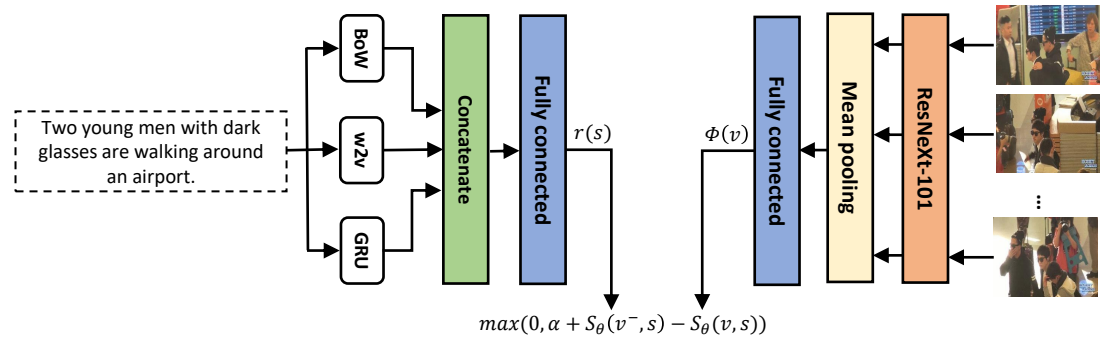 Two young men with dark
glasses are walking around
an airport.
BoW
w2v
GRU
Concatenate
Fully connected
r(s)
Φ(v)
Fully connected
Mean pooling
ResNeXt-101
...
max(0, α + S_θ(v⁻, s) − S_θ(v, s))